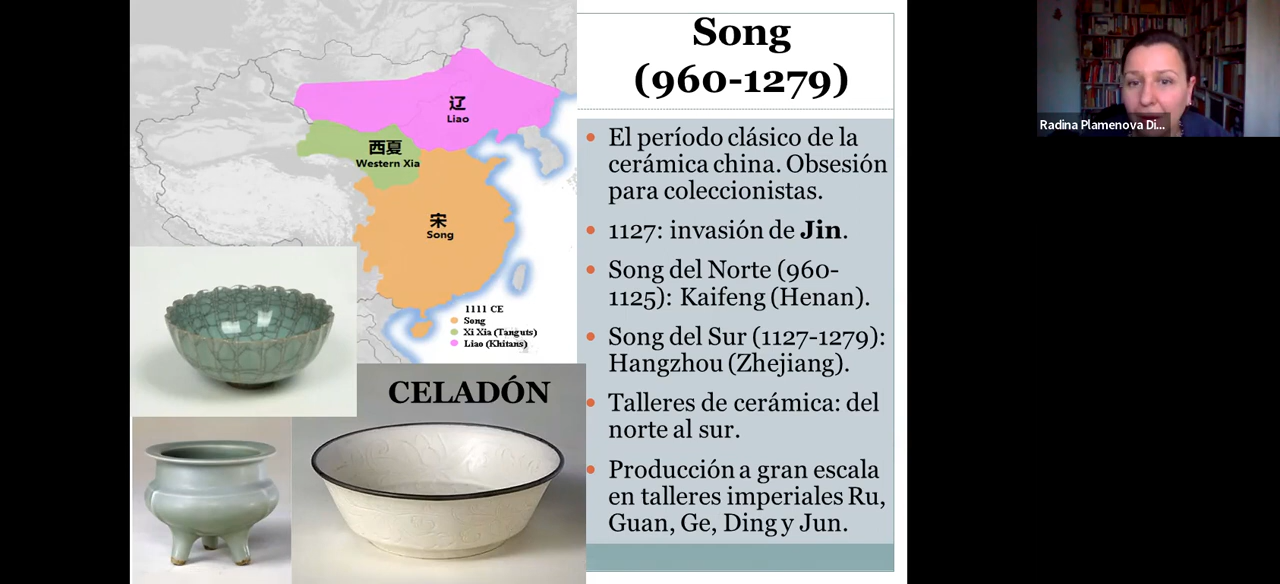 辽
Liao
西夏
Western Xia
宋
Song
1111 CE
Song
Xi Xia (Tanguts)
Liao (Khitans)
CELADÓN
Song
(960-1279)
El período clásico de la
cerámica china. Obsesión
para coleccionistas.
1127: invasión de Jin.
Song del Norte (960-
1125): Kaifeng (Henan).
Song del Sur (1127-1279):
Hangzhou (Zhejiang).
Talleres de cerámica: del
norte al sur.
Producción a gran escala
en talleres imperiales Ru,
Guan, Ge, Ding y Jun.
Radina Plamenova Di...